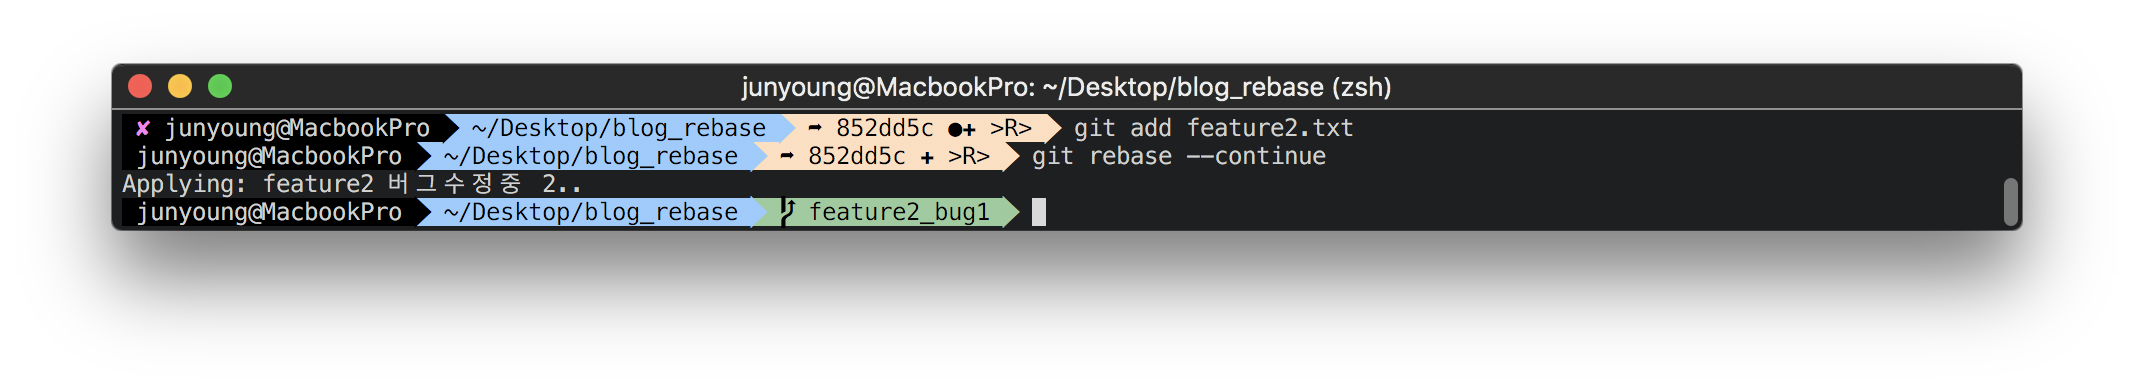 junyoung@MacbookPro: ~/Desktop/blog_rebase (zsh)
✘ junyoung@MacbookPro ~/Desktop/blog_rebase ➦ 852dd5c ●✚ >R> git add feature2.txt
junyoung@MacbookPro ~/Desktop/blog_rebase ➦ 852dd5c ✚ >R> git rebase --continue
Applying: feature2 버그수정중 2..
junyoung@MacbookPro ~/Desktop/blog_rebase feature2_bug1